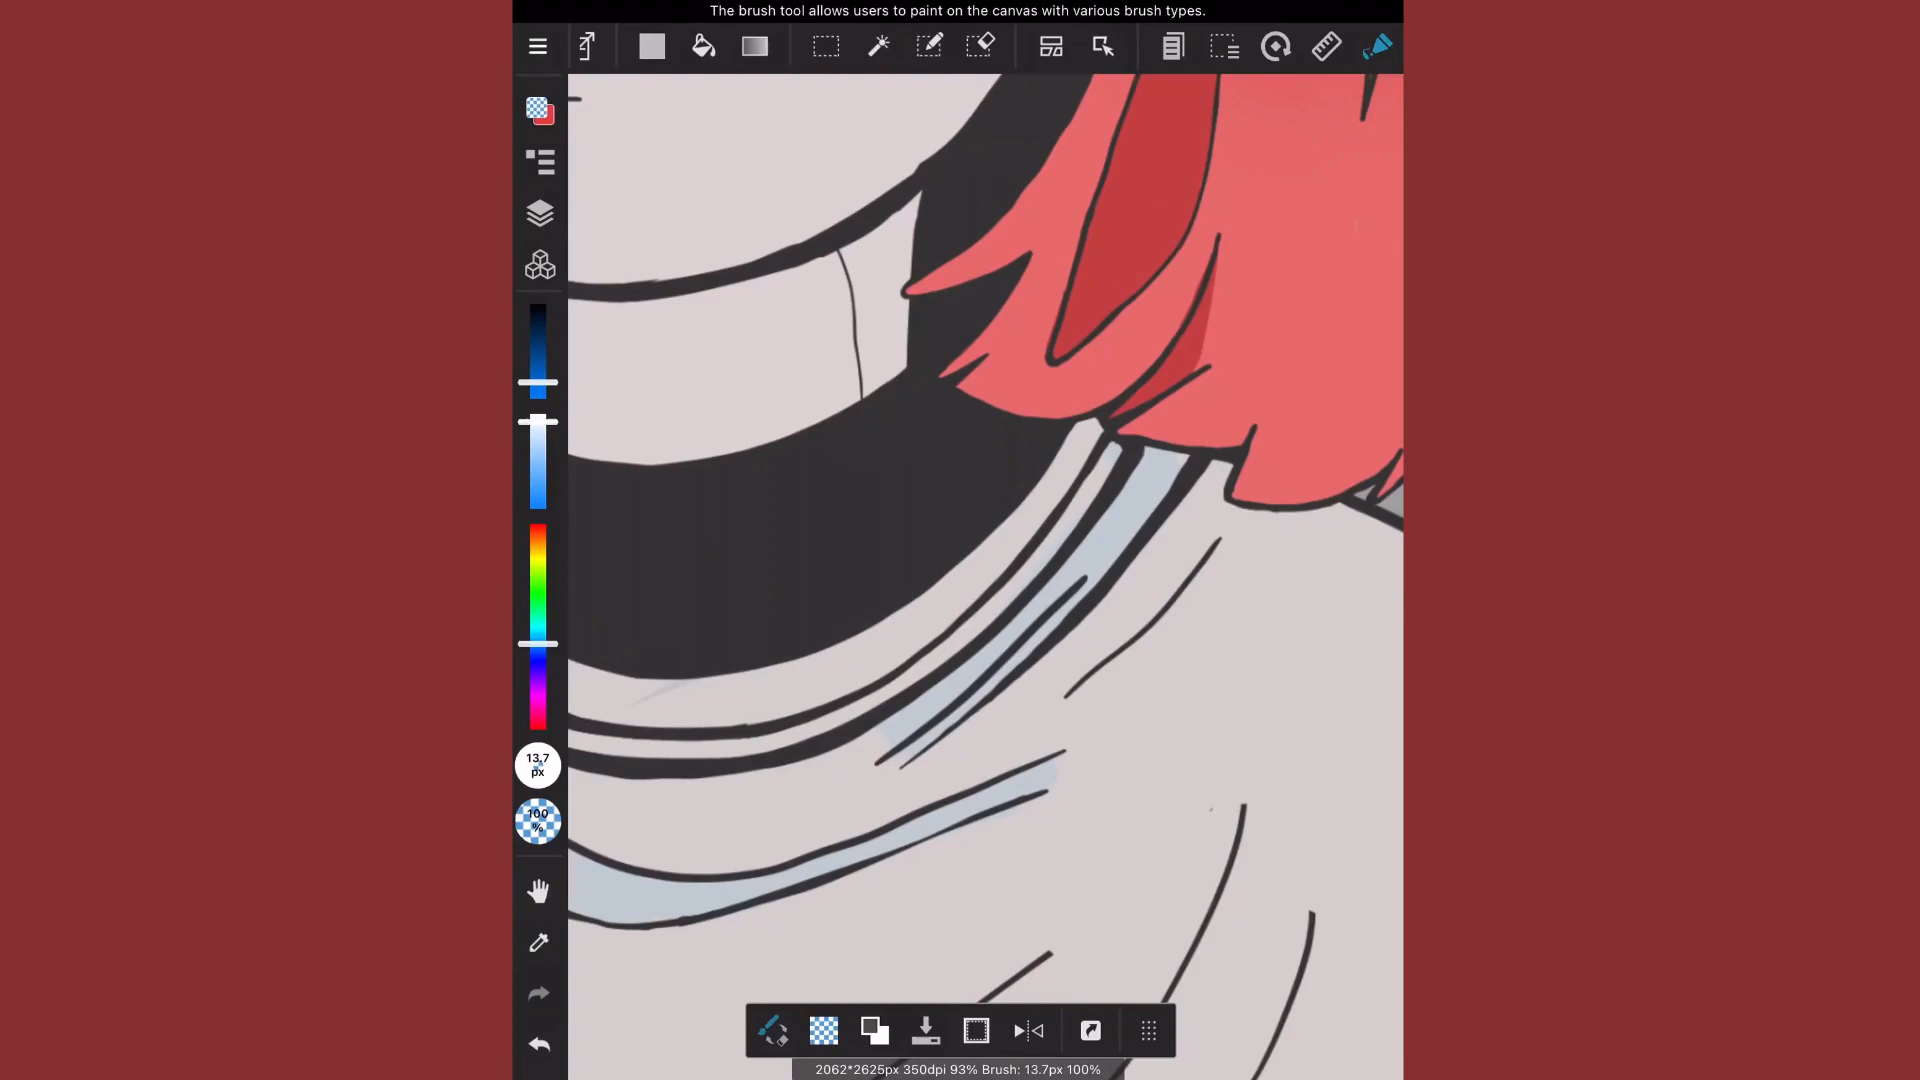 The brush tool allows users to paint on the canvas with various brush types.
13.7
px
100
%
2062*2625px 350dpi 93% Brush: 13.7px 100%